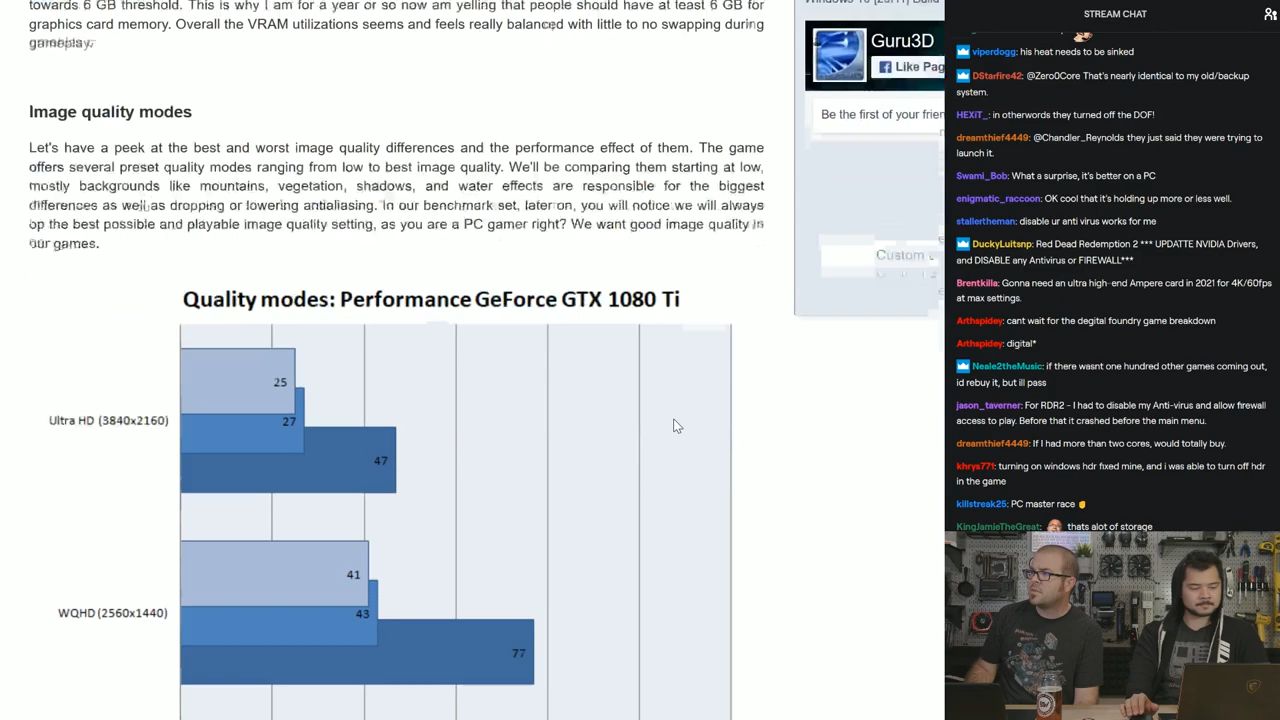 towards 6 GB threshold. This is why I am for a year or so now am yelling that people should have at least 6 GB for
graphics card memory. Overall the VRAM utilizations seems and feels really balanced with little to no swapping during
gameplay.
Image quality modes
Let's have a peek at the best and worst image quality differences and the performance effect of them. The game
offers several preset quality modes ranging from low to best image quality. We'll be comparing them starting at low,
mostly backgrounds like mountains, vegetation, shadows, and water effects are responsible for the biggest
differences as well as dropping or lowering antialiasing. In our benchmark set, later on, you will notice we will always
op the best possible and playable image quality setting, as you are a PC gamer right? We want good image quality in
our games.
Quality modes: Performance GeForce GTX 1080 Ti
25
Ultra HD (3840x2160)
27
47
41
WQHD (2560x1440)
43
77
Guru3D
Like Pag
Be the first of your frien
Custom
STREAM CHAT
viperdogg: his heat needs to be sinked
DStarfire42: @Zero0Core That's nearly identical to my old/backup
system.
HEXiT_: in otherwords they turned off the DOF!
dreamthief4449: @Chandler_Reynolds they just said they were trying to
launch it.
Swami_Bob: What a surprise, it's better on a PC
enigmatic_raccoon: OK cool that it's holding up more or less well.
stallertheman: disable ur anti virus works for me
DuckyLuitsnp: Red Dead Redemption 2 *** UPDATTE NVIDIA Drivers,
and DISABLE any Antivirus or FIREWALL***
Brentkilla: Gonna need an ultra high-end Ampere card in 2021 for 4K/60fps
at max settings.
Arthspidey: cant wait for the degital foundry game breakdown
Arthspidey: digital*
Neale2theMusic: if there wasnt one hundred other games coming out,
id rebuy it, but ill pass
jason_taverner: For RDR2 - I had to disable my Anti-virus and allow firewall
access to play. Before that it crashed before the main menu.
dreamthief4449: If I had more than two cores, would totally buy.
khrys771: turning on windows hdr fixed mine, and i was able to turn off hdr
in the game
killstreak25: PC master race
KingJamieTheGreat: thats alot of storage